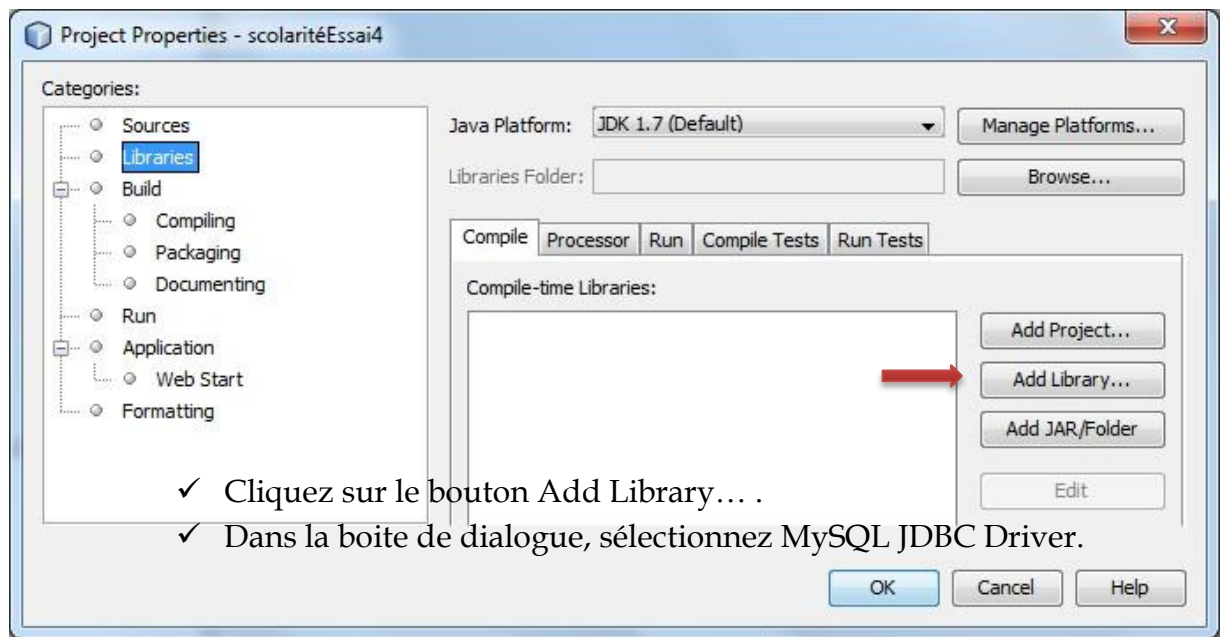 Project Properties - scolaritéEssai4
X
Categories:
Sources
Libraries
Build
Compiling
Packaging
Documenting
Run
Application
Web Start
Formatting
Java Platform: JDK 1.7 (Default) Manage Platforms...
Libraries Folder: Browse...
Compile Processor Run Compile Tests Run Tests
Compile-time Libraries:
Add Project...
Add Library...
Add JAR/Folder
Edit
✓ Cliquez sur le bouton Add Library… .
✓ Dans la boite de dialogue, sélectionnez MySQL JDBC Driver.
OK Cancel Help